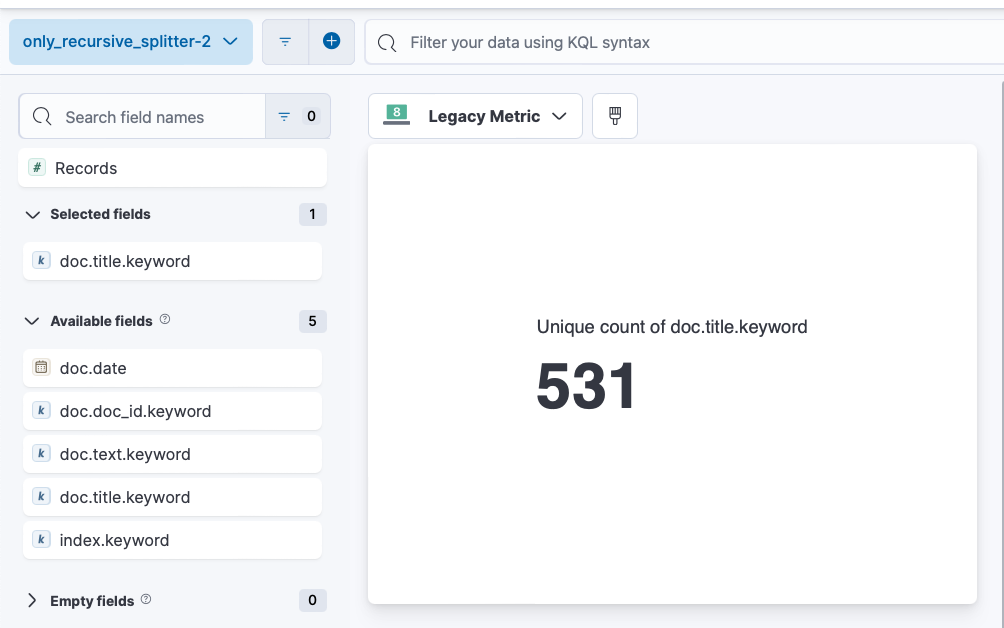 only_recursive_splitter-2
Filter your data using KQL syntax
Search field names
0
8
Legacy Metric
# Records
Selected fields
1
k doc.title.keyword
Available fields
5
doc.date
k doc.doc_id.keyword
k doc.text.keyword
k doc.title.keyword
k index.keyword
Empty fields
0
Unique count of doc.title.keyword
531